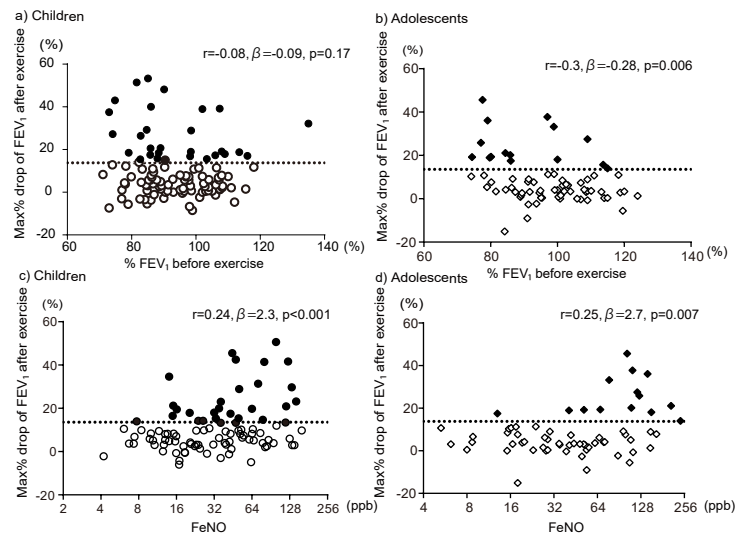 a) Children
(%)
r=-0.08, β=-0.09, p=0.17
Max% drop of FEV1 after exercise
60
40
20
0
-20
60 80 100 120 140 (%)
% FEV1 before exercise
b) Adolescents
(%)
r=-0.3, β=-0.28, p=0.006
Max% drop of FEV1 after exercise
60
40
20
0
-20
60 80 100 120 140 (%)
% FEV1 before exercise
c) Children
(%)
r=0.24, β=2.3, p<0.001
Max% drop of FEV1 after exercise
60
40
20
0
-20
2 4 8 16 32 64 128 256 (ppb)
FeNO
d) Adolescents
(%)
r=0.25, β=2.7, p=0.007
Max% drop of FEV1 after exercise
60
40
20
0
-20
4 8 16 32 64 128 256 (ppb)
FeNO